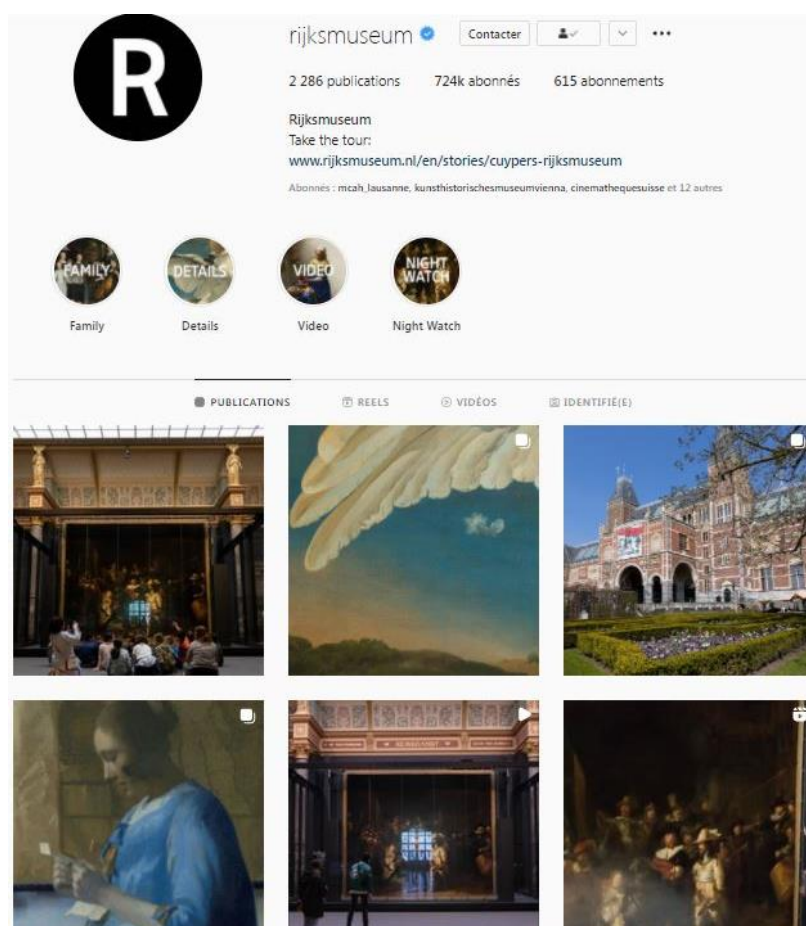 R
rijksmuseum
Contacter
2 286 publications 724k abonnés 615 abonnements
Rijksmuseum
Take the tour:
www.rijksmuseum.nl/en/stories/cuypers-rijksmuseum
Abonnés : mcah_lausanne, kunsthistorischesmuseumvienna, cinemathequesuisse et 12 autres
FAMILY DETAILS VIDEO NIGHT
WATCH
Family Details Video Night Watch
PUBLICATIONS REELS VIDÉOS IDENTIFIÉ(E)
REMBRANDT